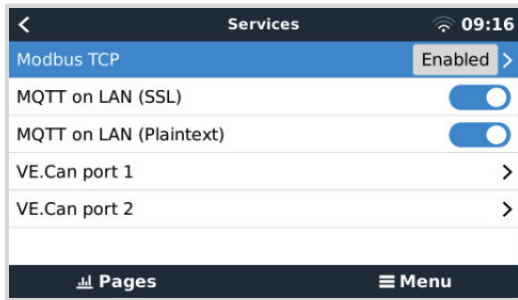 Services 09:16
Modbus TCP Enabled
MQTT on LAN (SSL)
MQTT on LAN (Plaintext)
VE.Can port 1
VE.Can port 2
Pages Menu